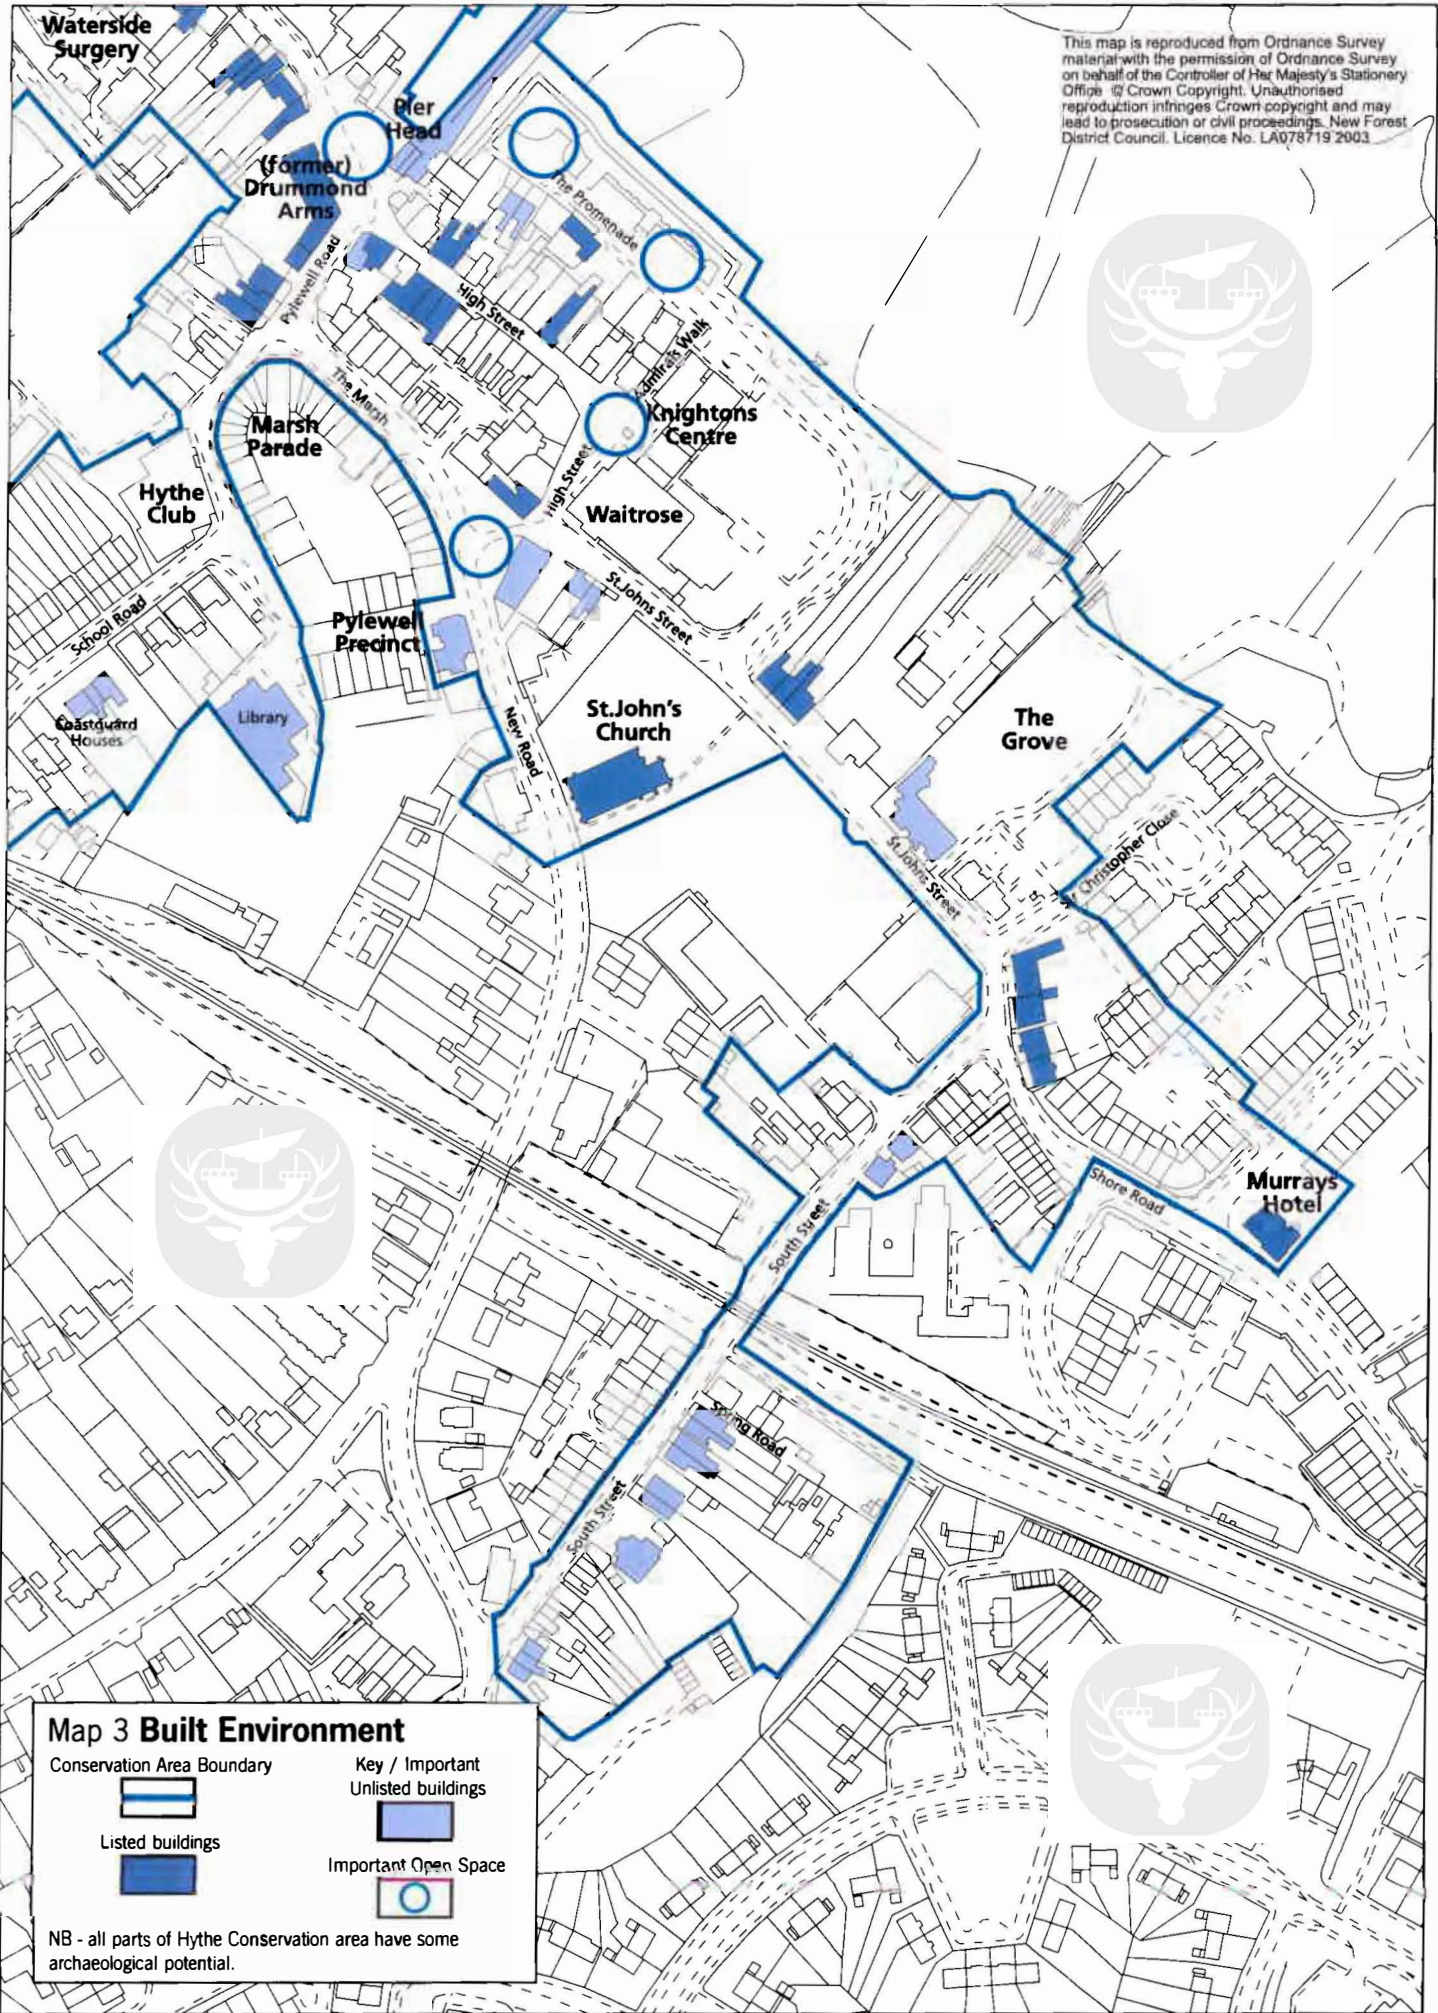 Waterside
Surgery
This map is reproduced from Ordnance Survey
material with the permission of Ordnance Survey
on behalf of the Controller of Her Majesty's Stationery
Office © Crown Copyright. Unauthorised
reproduction infringes Crown copyright and may
lead to prosecution or civil proceedings. New Forest
District Council. Licence No. LA078719 2003
Pier
Head
(former)
Drummond
Arms
The Promenade
Pylewell Road
High Street
Admirals Walk
The Marsh
Marsh
Parade
Knightons
Centre
Hythe
Club
High Street
Waitrose
St.Johns Street
School Road
Pylewell
Precinct
Coastguard
Houses
Library
New Road
St.John's
Church
The
Grove
St.Johns Street
St Christopher Close
Shore Road
Murrays
Hotel
South Street
Spring Road
South Street
Map 3 Built Environment
Conservation Area Boundary
Key / Important
Unlisted buildings
Listed buildings
Important Open Space
NB - all parts of Hythe Conservation area have some
archaeological potential.